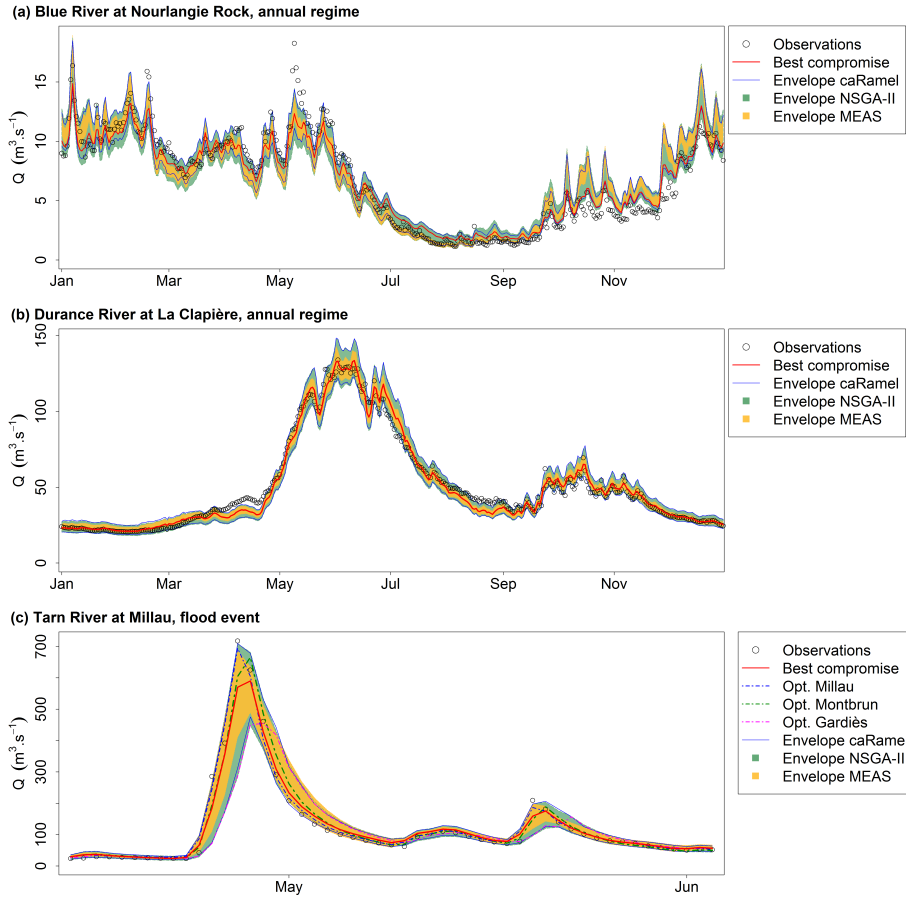 (a) Blue River at Nourlangie Rock, annual regime
Q (m³.s⁻¹)
15
10
5
0
Jan Mar May Jul Sep Nov
Observations
Best compromise
Envelope caRamel
Envelope NSGA-II
Envelope MEAS
(b) Durance River at La Clapière, annual regime
Q (m³.s⁻¹)
150
100
50
0
Jan Mar May Jul Sep Nov
Observations
Best compromise
Envelope caRamel
Envelope NSGA-II
Envelope MEAS
(c) Tarn River at Millau, flood event
Q (m³.s⁻¹)
700
500
300
100
0
May Jun
Observations
Best compromise
Opt. Millau
Opt. Montbrun
Opt. Gardiès
Envelope caRame
Envelope NSGA-II
Envelope MEAS